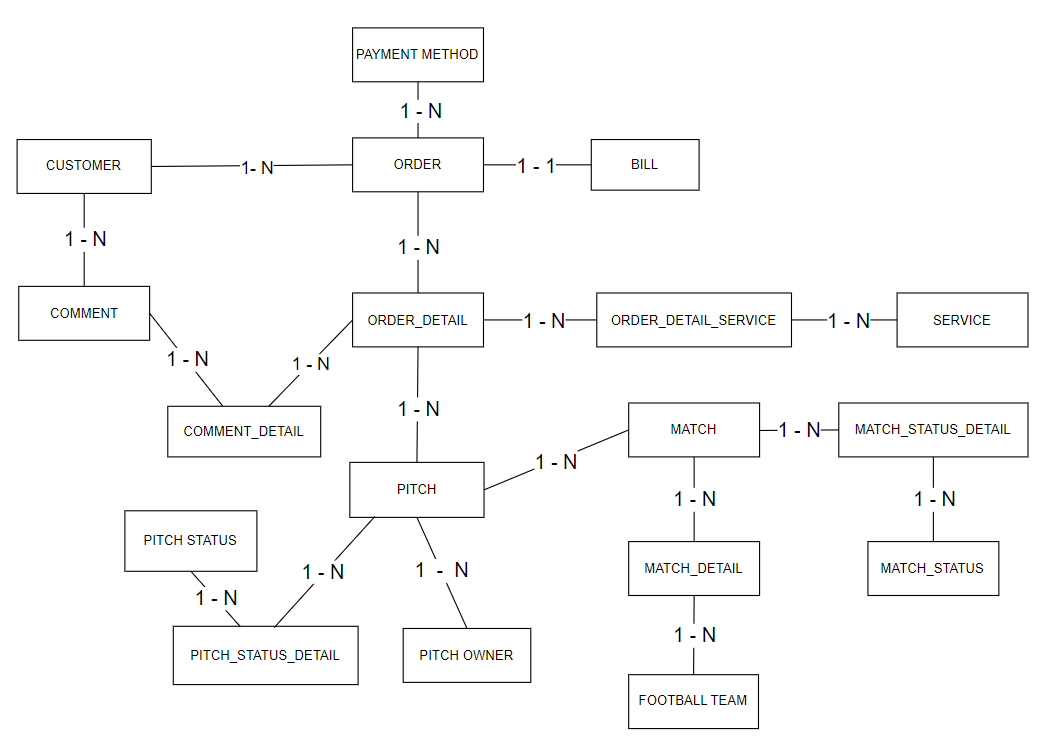 PAYMENT METHOD
1 - N
CUSTOMER
1- N
ORDER
1 - 1
BILL
1 - N
1 - N
COMMENT
ORDER_DETAIL
1 - N
ORDER_DETAIL_SERVICE
1 - N
SERVICE
1 - N
1 - N
1 - N
COMMENT_DETAIL
MATCH
1 - N
MATCH_STATUS_DETAIL
1 - N
PITCH
1 - N
1 - N
PITCH STATUS
1 - N
1 - N
1 - N
MATCH_DETAIL
MATCH_STATUS
PITCH_STATUS_DETAIL
PITCH OWNER
1 - N
FOOTBALL TEAM